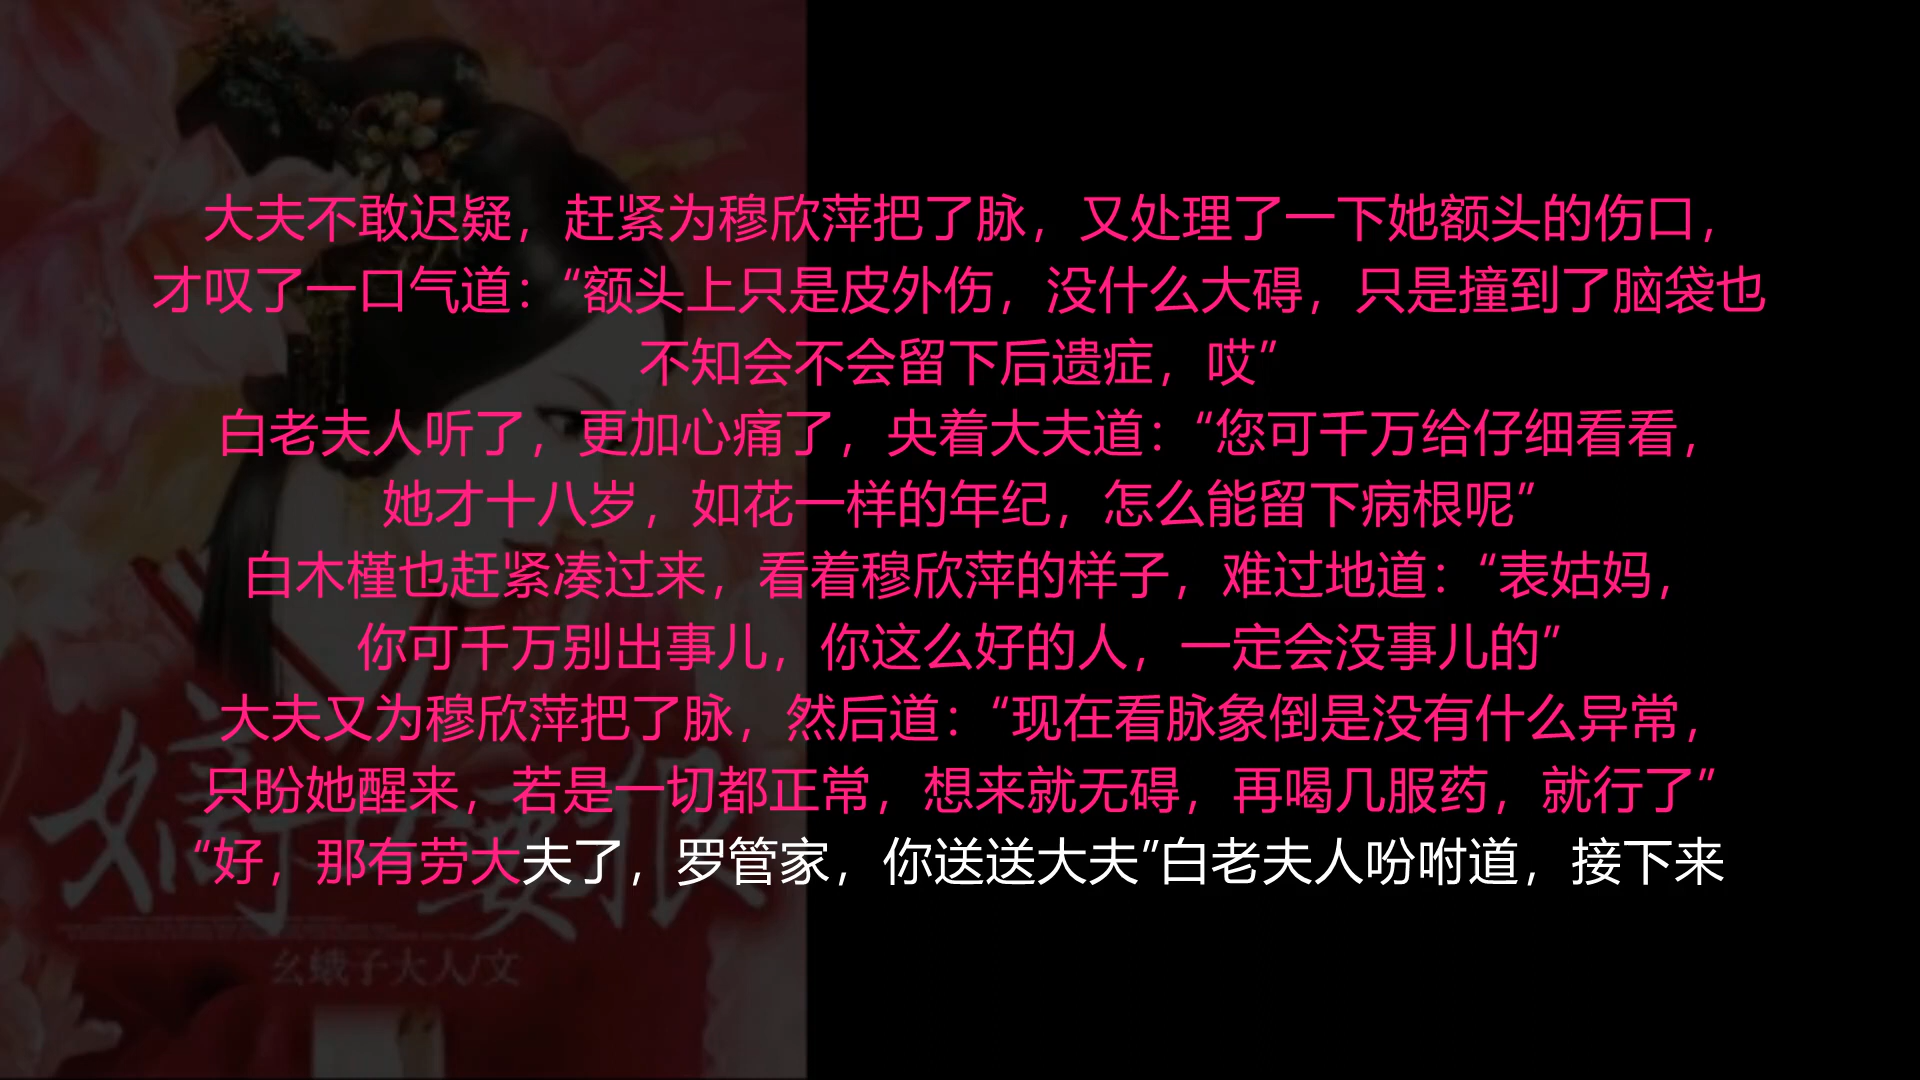 大夫不敢迟疑，赶紧为穆欣萍把了脉，又处理了一下她额头的伤口，
才叹了一口气道：“额头上只是皮外伤，没什么大碍，只是撞到了脑袋也
不知会不会留下后遗症，哎”
白老夫人听了，更加心痛了，央着大夫道：“您可千万给仔细看看，
她才十八岁，如花一样的年纪，怎么能留下病根呢”
白木槿也赶紧凑过来，看着穆欣萍的样子，难过地道：“表姑妈，
你可千万别出事儿，你这么好的人，一定会没事儿的”
大夫又为穆欣萍把了脉，然后道：“现在看脉象倒是没有什么异常，
只盼她醒来，若是一切都正常，想来就无碍，再喝几服药，就行了”
“好，那有劳大夫了，罗管家，你送送大夫”白老夫人吩咐道，接下来
幺蛾子大人/文